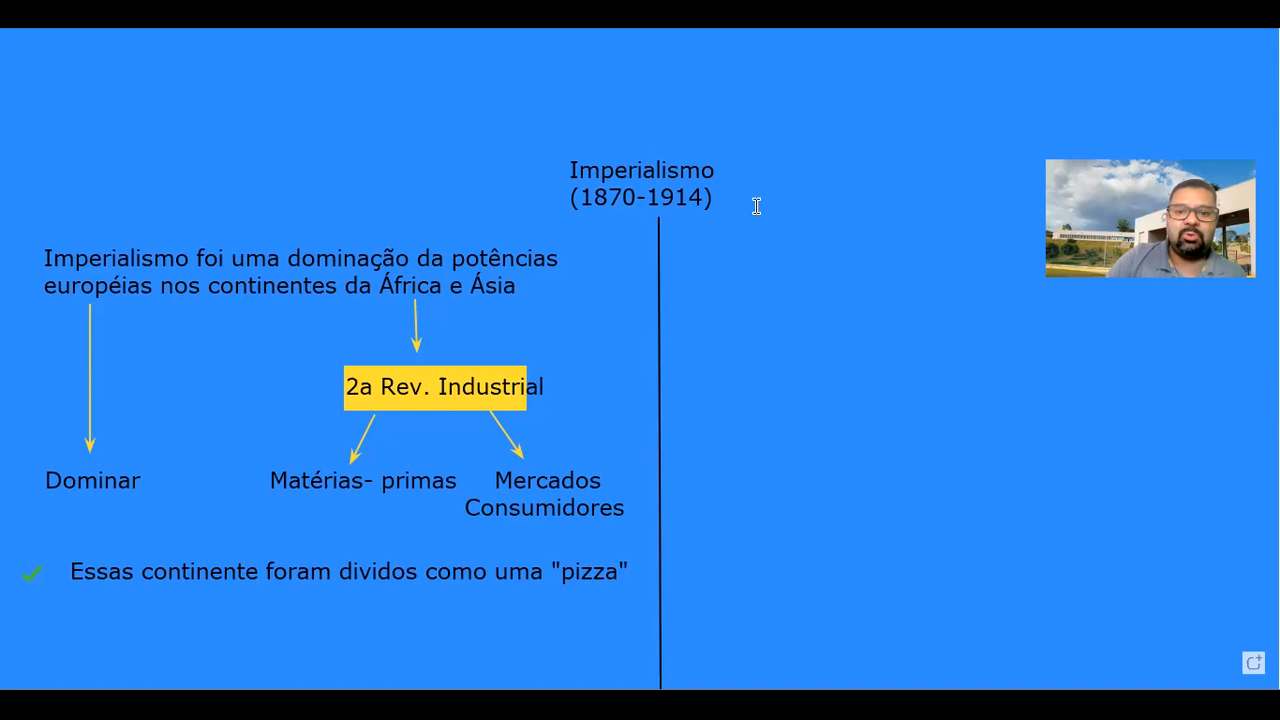 Imperialismo
(1870-1914)
Imperialismo foi uma dominação da potências
européias nos continentes da África e Ásia
2a Rev. Industrial
Dominar
Matérias- primas
Mercados
Consumidores
Essas continente foram dividos como uma "pizza"